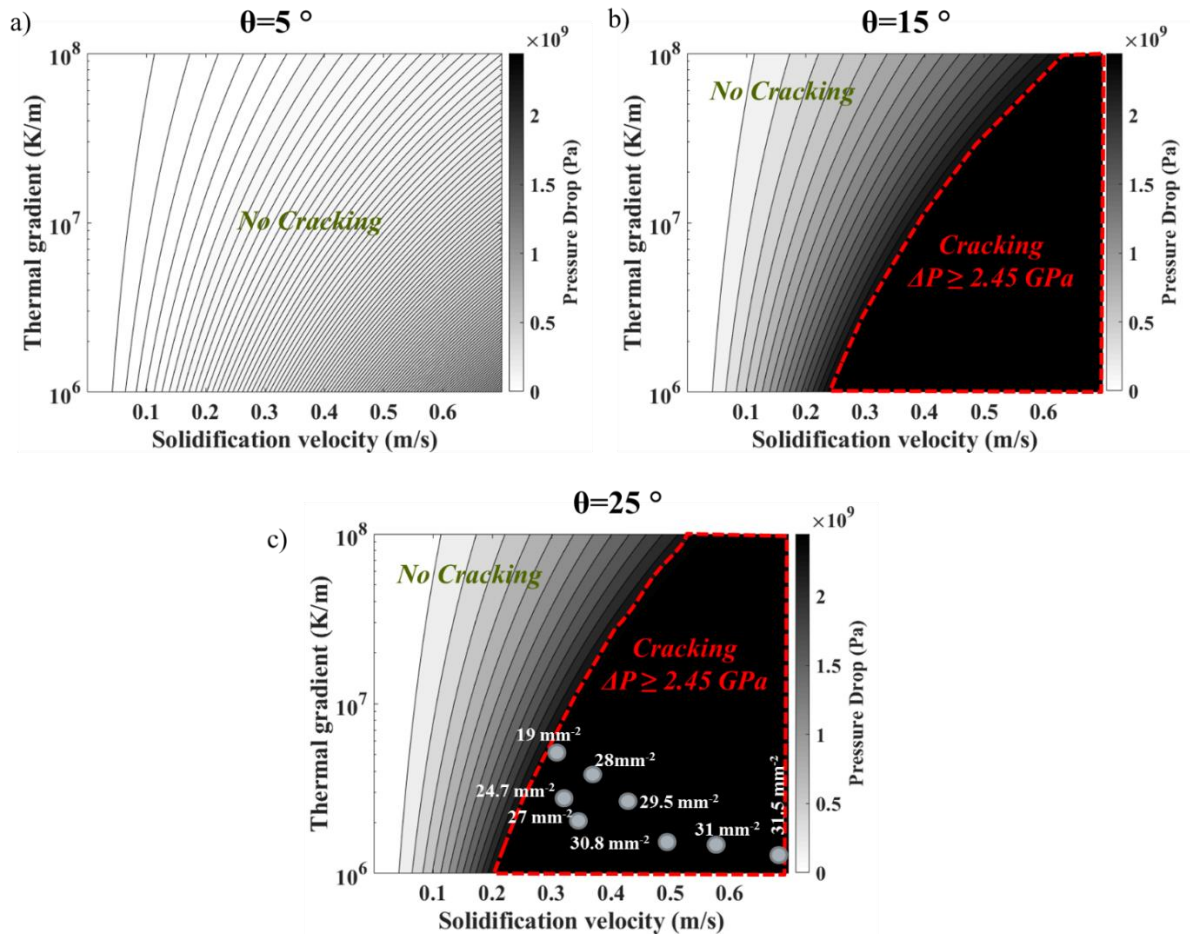 a)
θ=5 °
×10⁹
10⁸
10⁷
10⁶
Thermal gradient (K/m)
No Cracking
0.1 0.2 0.3 0.4 0.5 0.6
Solidification velocity (m/s)
2
1.5
1
0.5
0
Pressure Drop (Pa)
b)
θ=15 °
×10⁹
10⁸
10⁷
10⁶
Thermal gradient (K/m)
No Cracking
Cracking
ΔP ≥ 2.45 GPa
0.1 0.2 0.3 0.4 0.5 0.6
Solidification velocity (m/s)
2
1.5
1
0.5
0
Pressure Drop (Pa)
c)
θ=25 °
×10⁹
10⁸
10⁷
10⁶
Thermal gradient (K/m)
No Cracking
Cracking
ΔP ≥ 2.45 GPa
19 mm⁻²
28mm⁻²
24.7 mm⁻²
29.5 mm⁻²
27 mm⁻²
30.8 mm⁻²
31 mm⁻²
31.5 mm⁻²
0.1 0.2 0.3 0.4 0.5 0.6
Solidification velocity (m/s)
2
1.5
1
0.5
0
Pressure Drop (Pa)